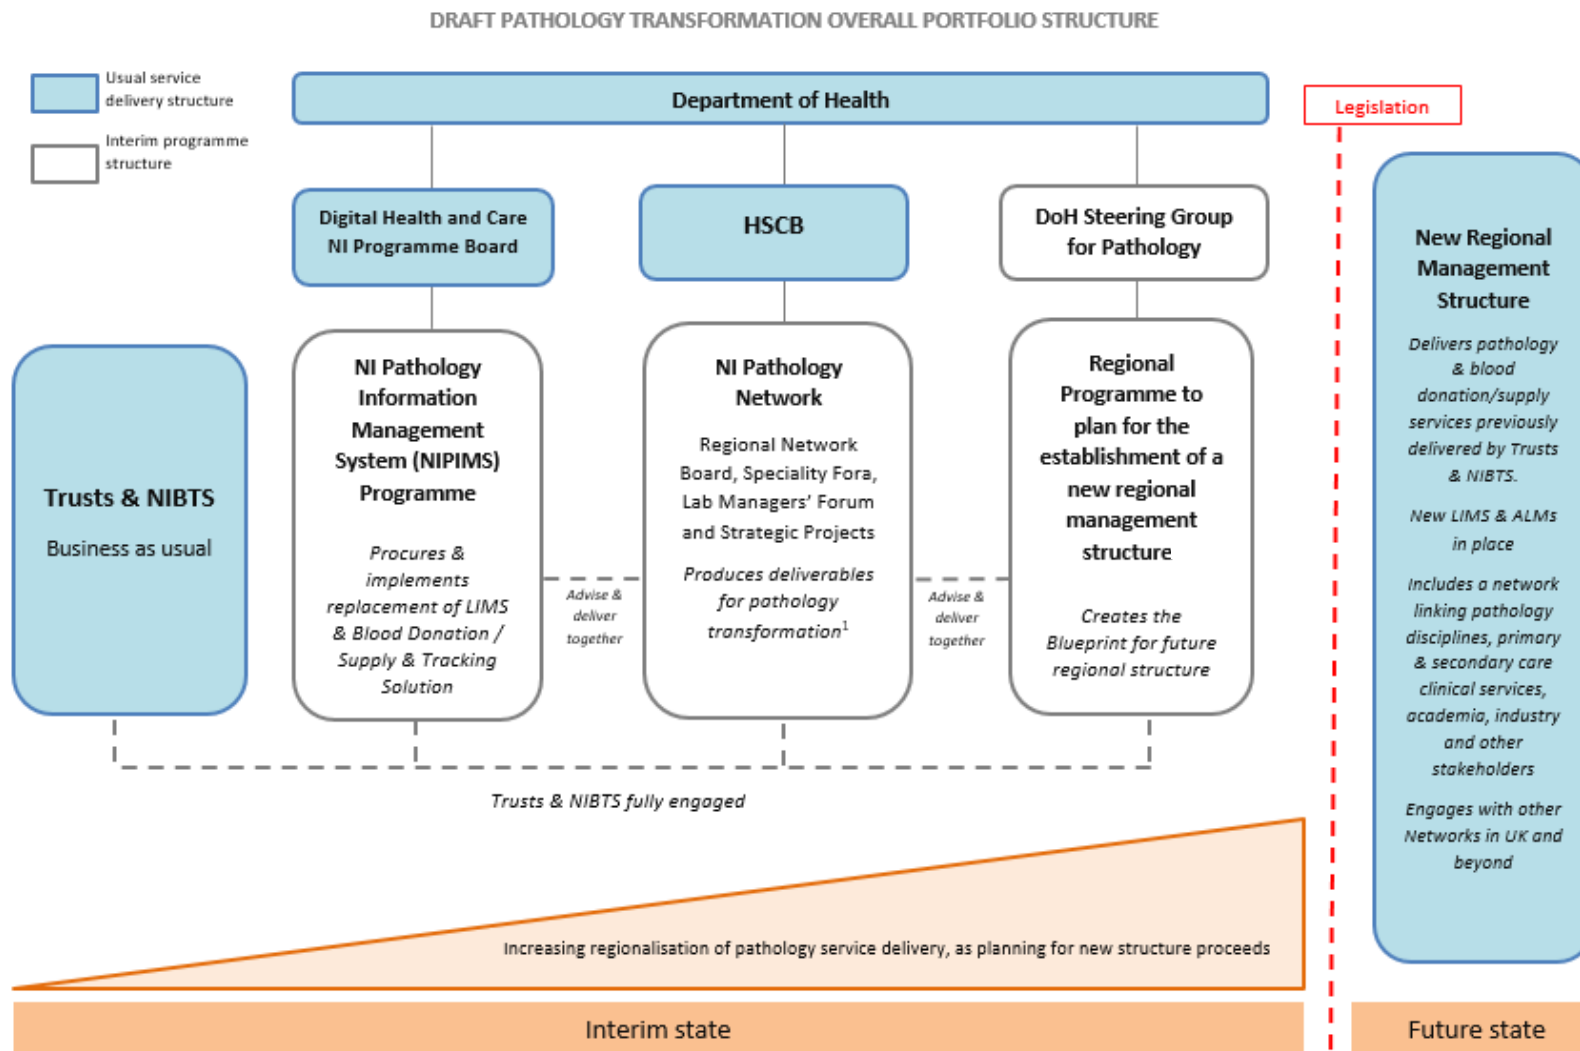 DRAFT PATHOLOGY TRANSFORMATION OVERALL PORTFOLIO STRUCTURE
Usual service
delivery structure
Interim programme
structure
Department of Health
Legislation
Digital Health and Care
NI Programme Board
HSCB
DoH Steering Group
for Pathology
Trusts & NIBTS
Business as usual
NI Pathology
Information
Management
System (NIPIMS)
Programme
Procures &
implements
replacement of LIMS
& Blood Donation /
Supply & Tracking
Solution
Advise &
deliver
together
NI Pathology
Network
Regional Network
Board, Speciality Fora,
Lab Managers’ Forum
and Strategic Projects
Produces deliverables
for pathology
transformation¹
Advise &
deliver
together
Regional
Programme to
plan for the
establishment of a
new regional
management
structure
Creates the
Blueprint for future
regional structure
Trusts & NIBTS fully engaged
Increasing regionalisation of pathology service delivery, as planning for new structure proceeds
Interim state
New Regional
Management
Structure
Delivers pathology
& blood
donation/supply
services previously
delivered by Trusts
& NIBTS.
New LIMS & ALMs
in place
Includes a network
linking pathology
disciplines, primary
& secondary care
clinical services,
academia, industry
and other
stakeholders
Engages with other
Networks in UK and
beyond
Future state